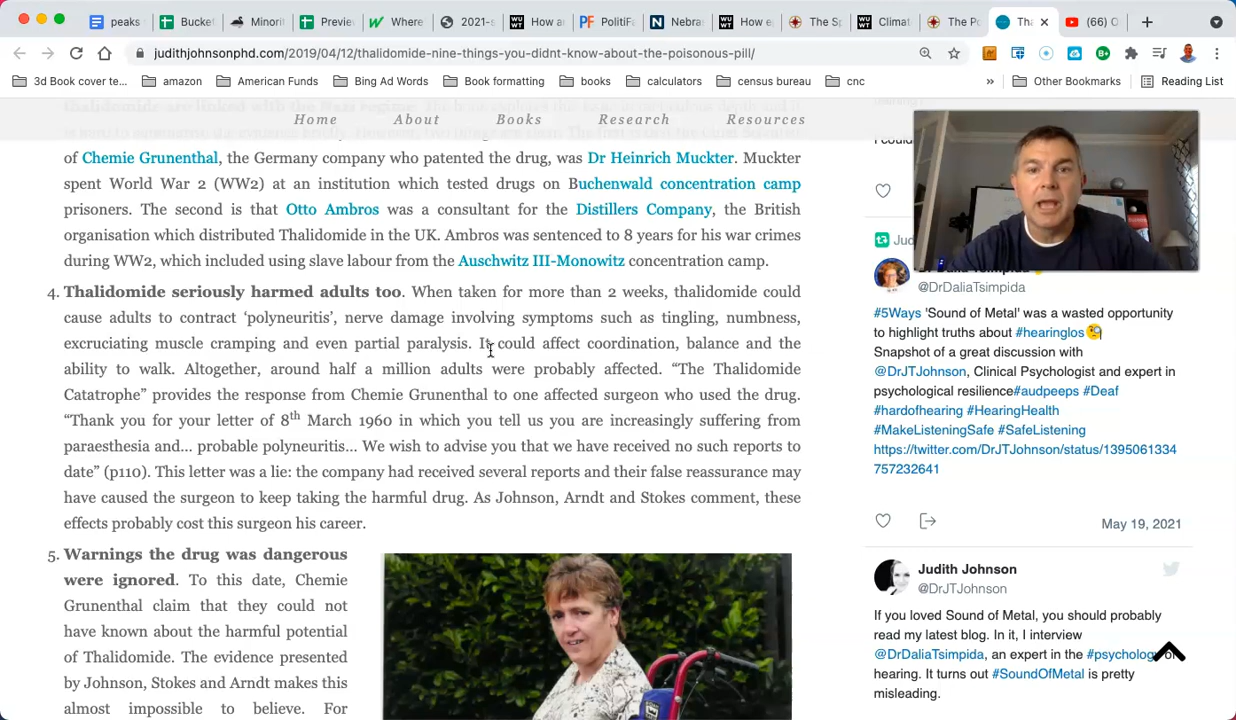 peaks
Bucket
Minori
Preview
Where
2021-s
How ar
PolitiFa
Nebras
How e
The Sp
Climat
The Po
Tha
(66) O
judithjohnsonphd.com/2019/04/12/thalidomide-nine-things-you-didnt-know-about-the-poisonous-pill/
3d Book cover te...
amazon
American Funds
Bing Ad Words
Book formatting
books
calculators
census bureau
cnc
»
Other Bookmarks
Reading List
Home
About
Books
Research
Resources
of Chemie Grunenthal, the Germany company who patented the drug, was Dr Heinrich Muckter. Muckter
spent World War 2 (WW2) at an institution which tested drugs on Buchenwald concentration camp
prisoners. The second is that Otto Ambros was a consultant for the Distillers Company, the British
organisation which distributed Thalidomide in the UK. Ambros was sentenced to 8 years for his war crimes
during WW2, which included using slave labour from the Auschwitz III-Monowitz concentration camp.
4. Thalidomide seriously harmed adults too. When taken for more than 2 weeks, thalidomide could
cause adults to contract ‘polyneuritis’, nerve damage involving symptoms such as tingling, numbness,
excruciating muscle cramping and even partial paralysis. It could affect coordination, balance and the
ability to walk. Altogether, around half a million adults were probably affected. “The Thalidomide
Catatrophe” provides the response from Chemie Grunenthal to one affected surgeon who used the drug.
“Thank you for your letter of 8th March 1960 in which you tell us you are increasingly suffering from
paraesthesia and... probable polyneuritis... We wish to advise you that we have received no such reports to
date” (p110). This letter was a lie: the company had received several reports and their false reassurance may
have caused the surgeon to keep taking the harmful drug. As Johnson, Arndt and Stokes comment, these
effects probably cost this surgeon his career.
5. Warnings the drug was dangerous
were ignored. To this date, Chemie
Grunenthal claim that they could not
have known about the harmful potential
of Thalidomide. The evidence presented
by Johnson, Stokes and Arndt makes this
almost impossible to believe. For
I could
Jud
@DrDaliaTsimpida
#5Ways 'Sound of Metal' was a wasted opportunity
to highlight truths about #hearinglos
Snapshot of a great discussion with
@DrJTJohnson, Clinical Psychologist and expert in
psychological resilience#audpeeps #Deaf
#hardofhearing #HearingHealth
#MakeListeningSafe #SafeListening
https://twitter.com/DrJTJohnson/status/1395061334
757232641
May 19, 2021
Judith Johnson
@DrJTJohnson
If you loved Sound of Metal, you should probably
read my latest blog. In it, I interview
@DrDaliaTsimpida, an expert in the #psychology of
hearing. It turns out #SoundOfMetal is pretty
misleading.